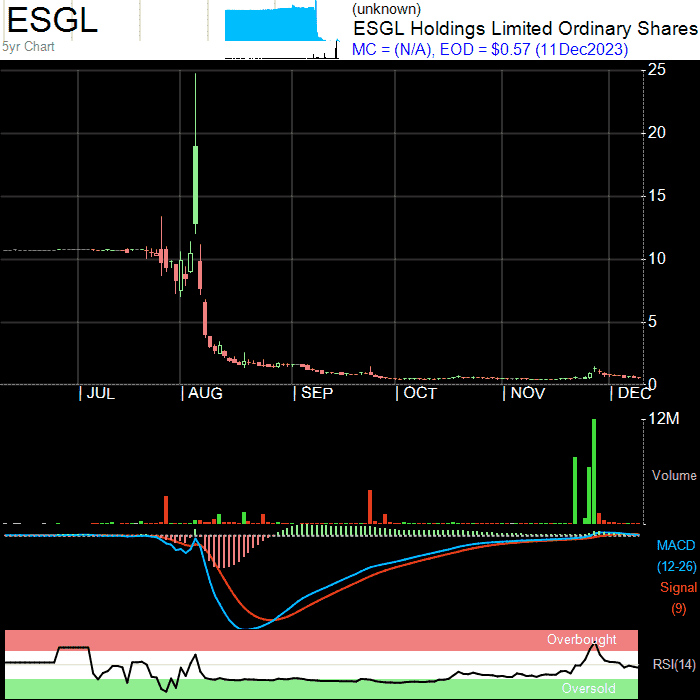 ESGL
5yr Chart
(unknown)
ESGL Holdings Limited Ordinary Shares
MC = (N/A), EOD = $0.57 (11Dec2023)
25
20
15
10
5
0
JUL AUG SEP OCT NOV DEC
12M
Volume
MACD
(12-26)
Signal
(9)
Overbought
RSI(14)
Oversold